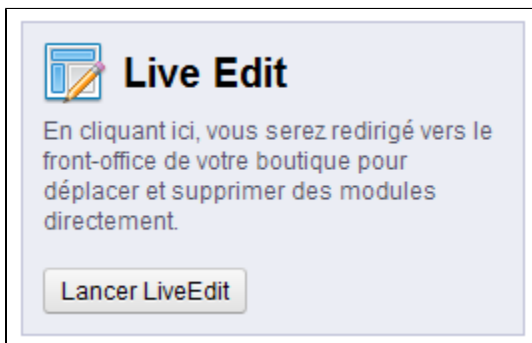 Live Edit
En cliquant ici, vous serez redirigé vers le
front-office de votre boutique pour
déplacer et supprimer des modules
directement.
Lancer LiveEdit